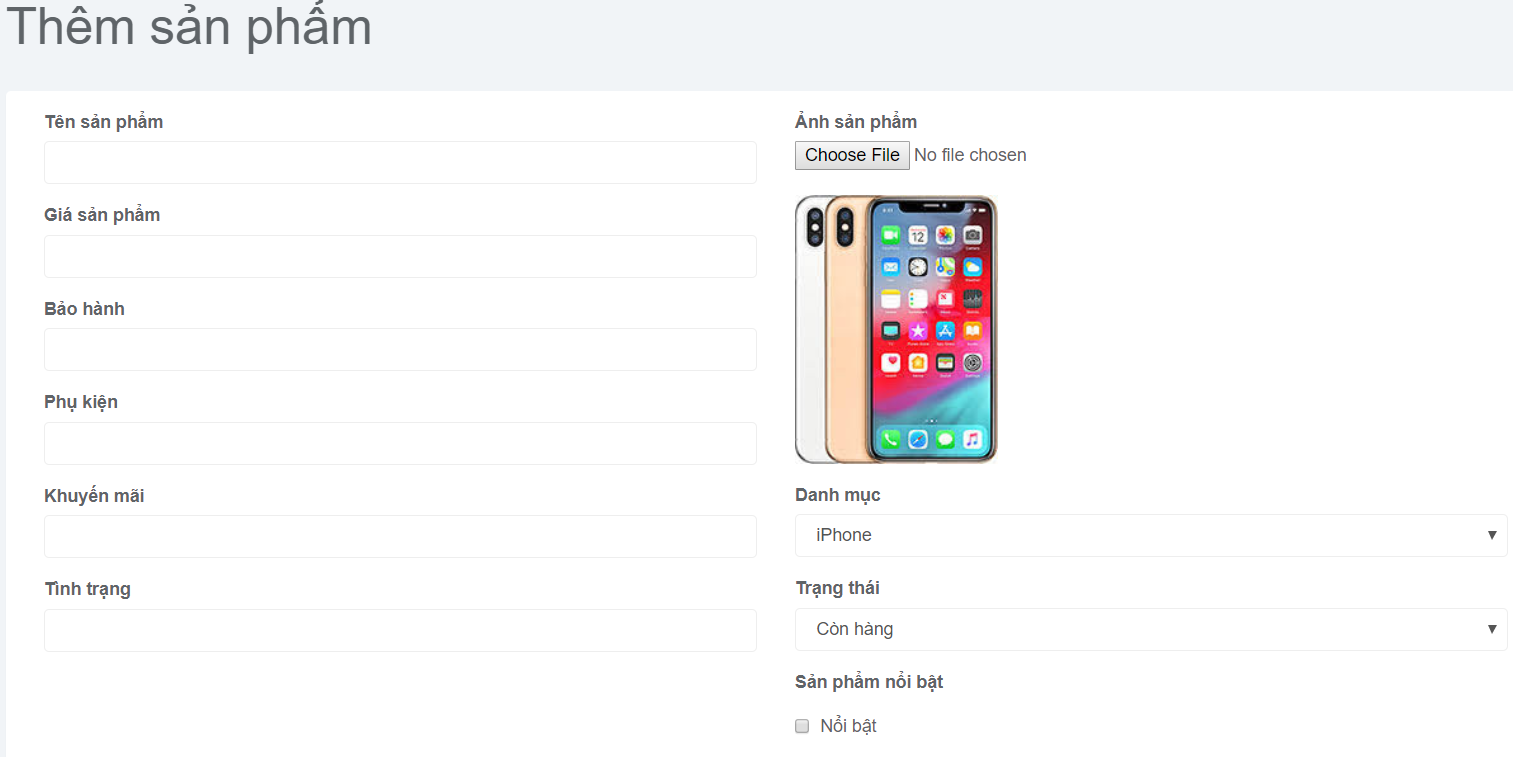 Thêm sản phẩm
Tên sản phẩm
Giá sản phẩm
Bảo hành
Phụ kiện
Khuyến mãi
Tình trạng
Ảnh sản phẩm
Choose File No file chosen
12
Danh mục
iPhone
Trạng thái
Còn hàng
Sản phẩm nổi bật
Nổi bật